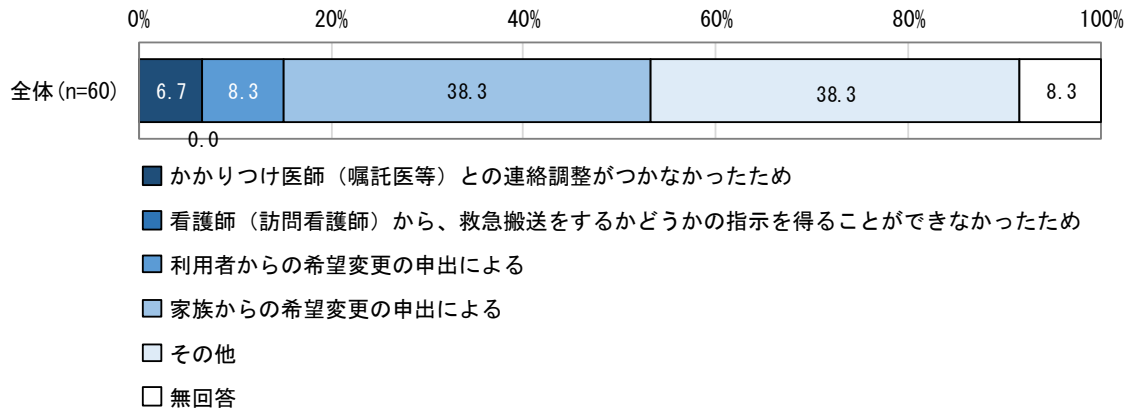 0% 20% 40% 60% 80% 100%
全体(n=60) 6.7 8.3 38.3 38.3 8.3
0.0
かかりつけ医師（嘱託医等）との連絡調整がつかなかったため
看護師（訪問看護師）から、救急搬送をするかどうかの指示を得ることができなかったため
利用者からの希望変更の申出による
家族からの希望変更の申出による
その他
無回答